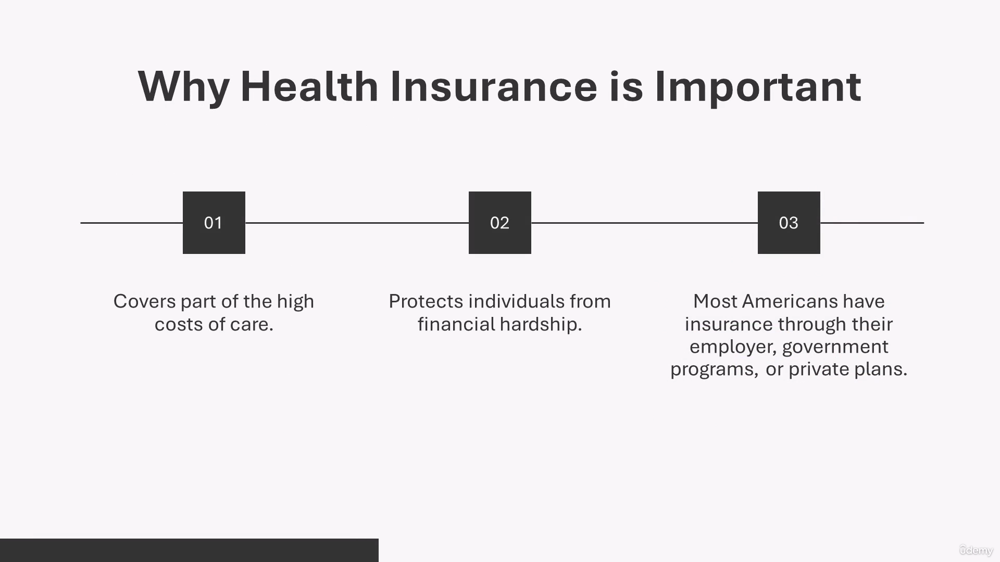 Why Health Insurance is Important
01
02
03
Covers part of the high
costs of care.
Protects individuals from
financial hardship.
Most Americans have
insurance through their
employer, government
programs, or private plans.
ûdemy